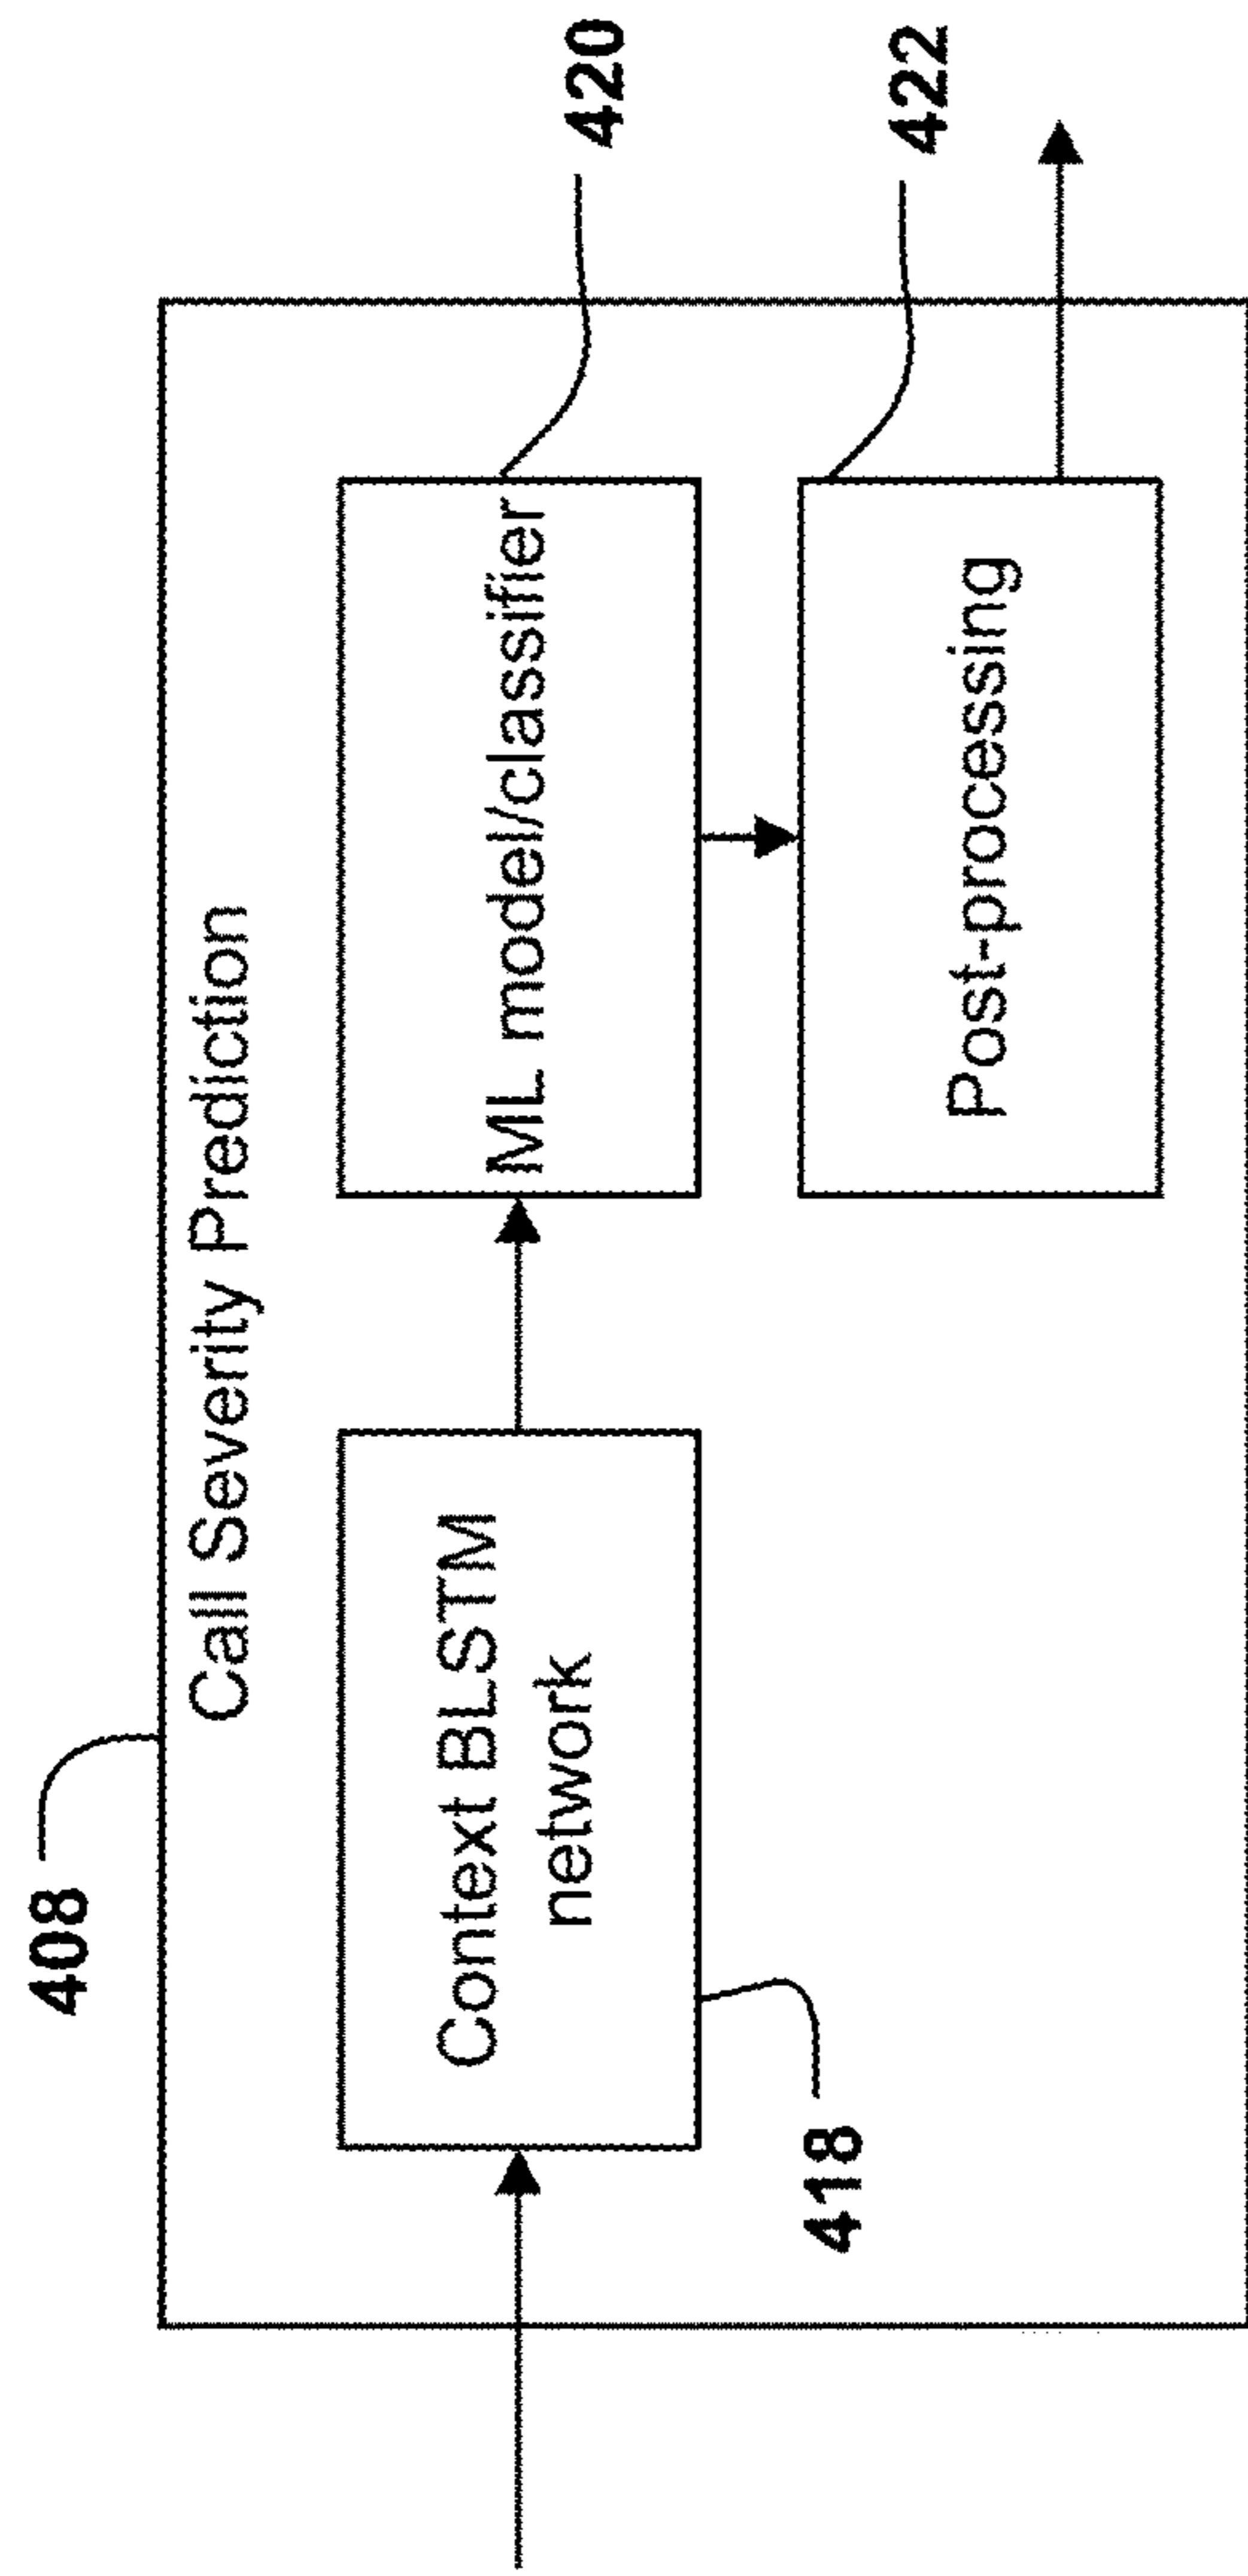 408
Call Severity Prediction
Context BLSTM
network
ML model/classifier
420
418
Post-processing
422